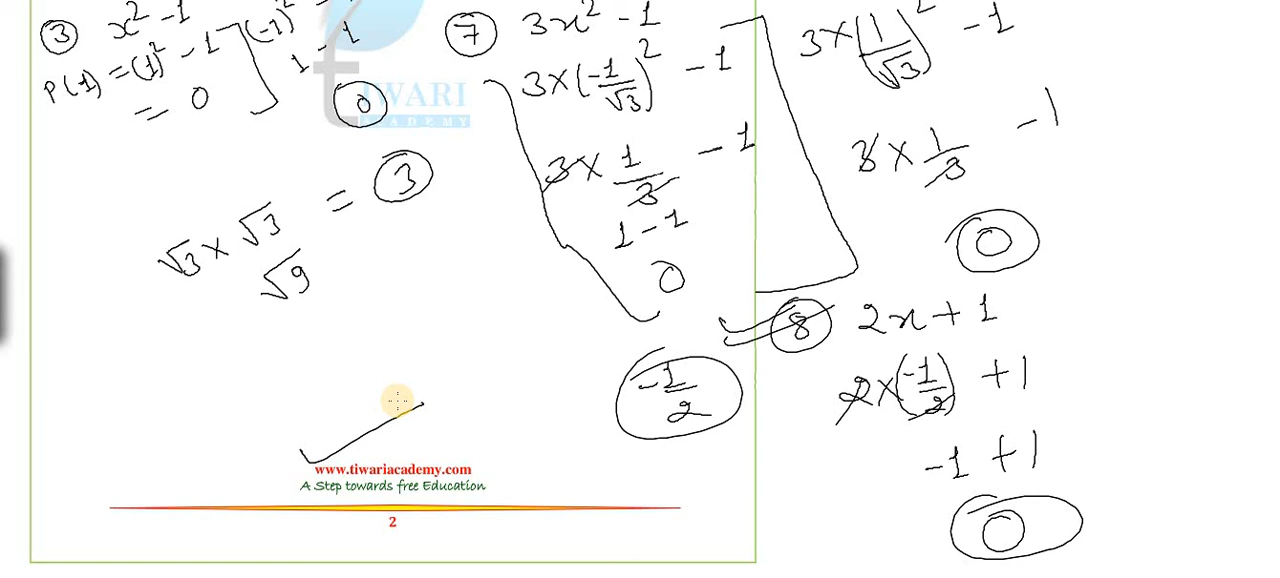 ③ x² - 1
P(1) = (1)² - 1
= 0
(-1)² -
1 - 1
0
TIWARI
ACADEMY
√3 × √3 = 3
√9
⑦ 3x² - 1
3×(-1/√3)² - 1
3 × 1/3 - 1
1 - 1
0
3×(1/√3)² - 1
3 × 1/3 - 1
0
⑧ 2x + 1
2×(-1/2) + 1
-1 + 1
0
-1/2
www.tiwariacademy.com
A Step towards free Education
2